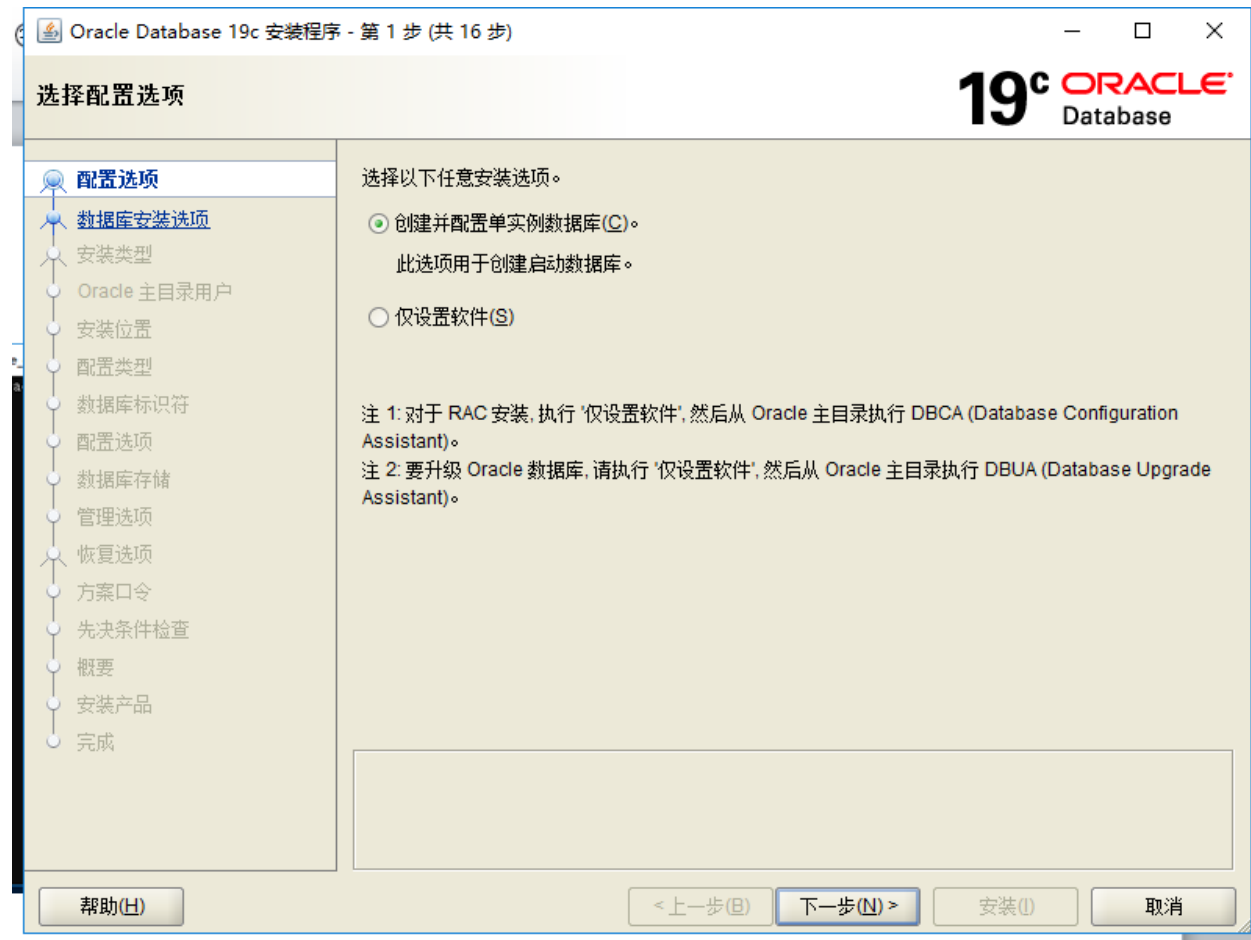 Oracle Database 19c 安装程序 - 第 1 步 (共 16 步)
选择配置选项
19c ORACLE
Database
配置选项
数据库安装选项
安装类型
Oracle 主目录用户
安装位置
配置类型
数据库标识符
配置选项
数据库存储
管理选项
恢复选项
方案口令
先决条件检查
概要
安装产品
完成
选择以下任意安装选项。
创建并配置单实例数据库(C)。
此选项用于创建启动数据库。
仅设置软件(S)
注 1: 对于 RAC 安装, 执行 '仅设置软件', 然后从 Oracle 主目录执行 DBCA (Database Configuration
Assistant)。
注 2: 要升级 Oracle 数据库, 请执行 '仅设置软件', 然后从 Oracle 主目录执行 DBUA (Database Upgrade
Assistant)。
帮助(H)
< 上一步(B)
下一步(N) >
安装(I)
取消